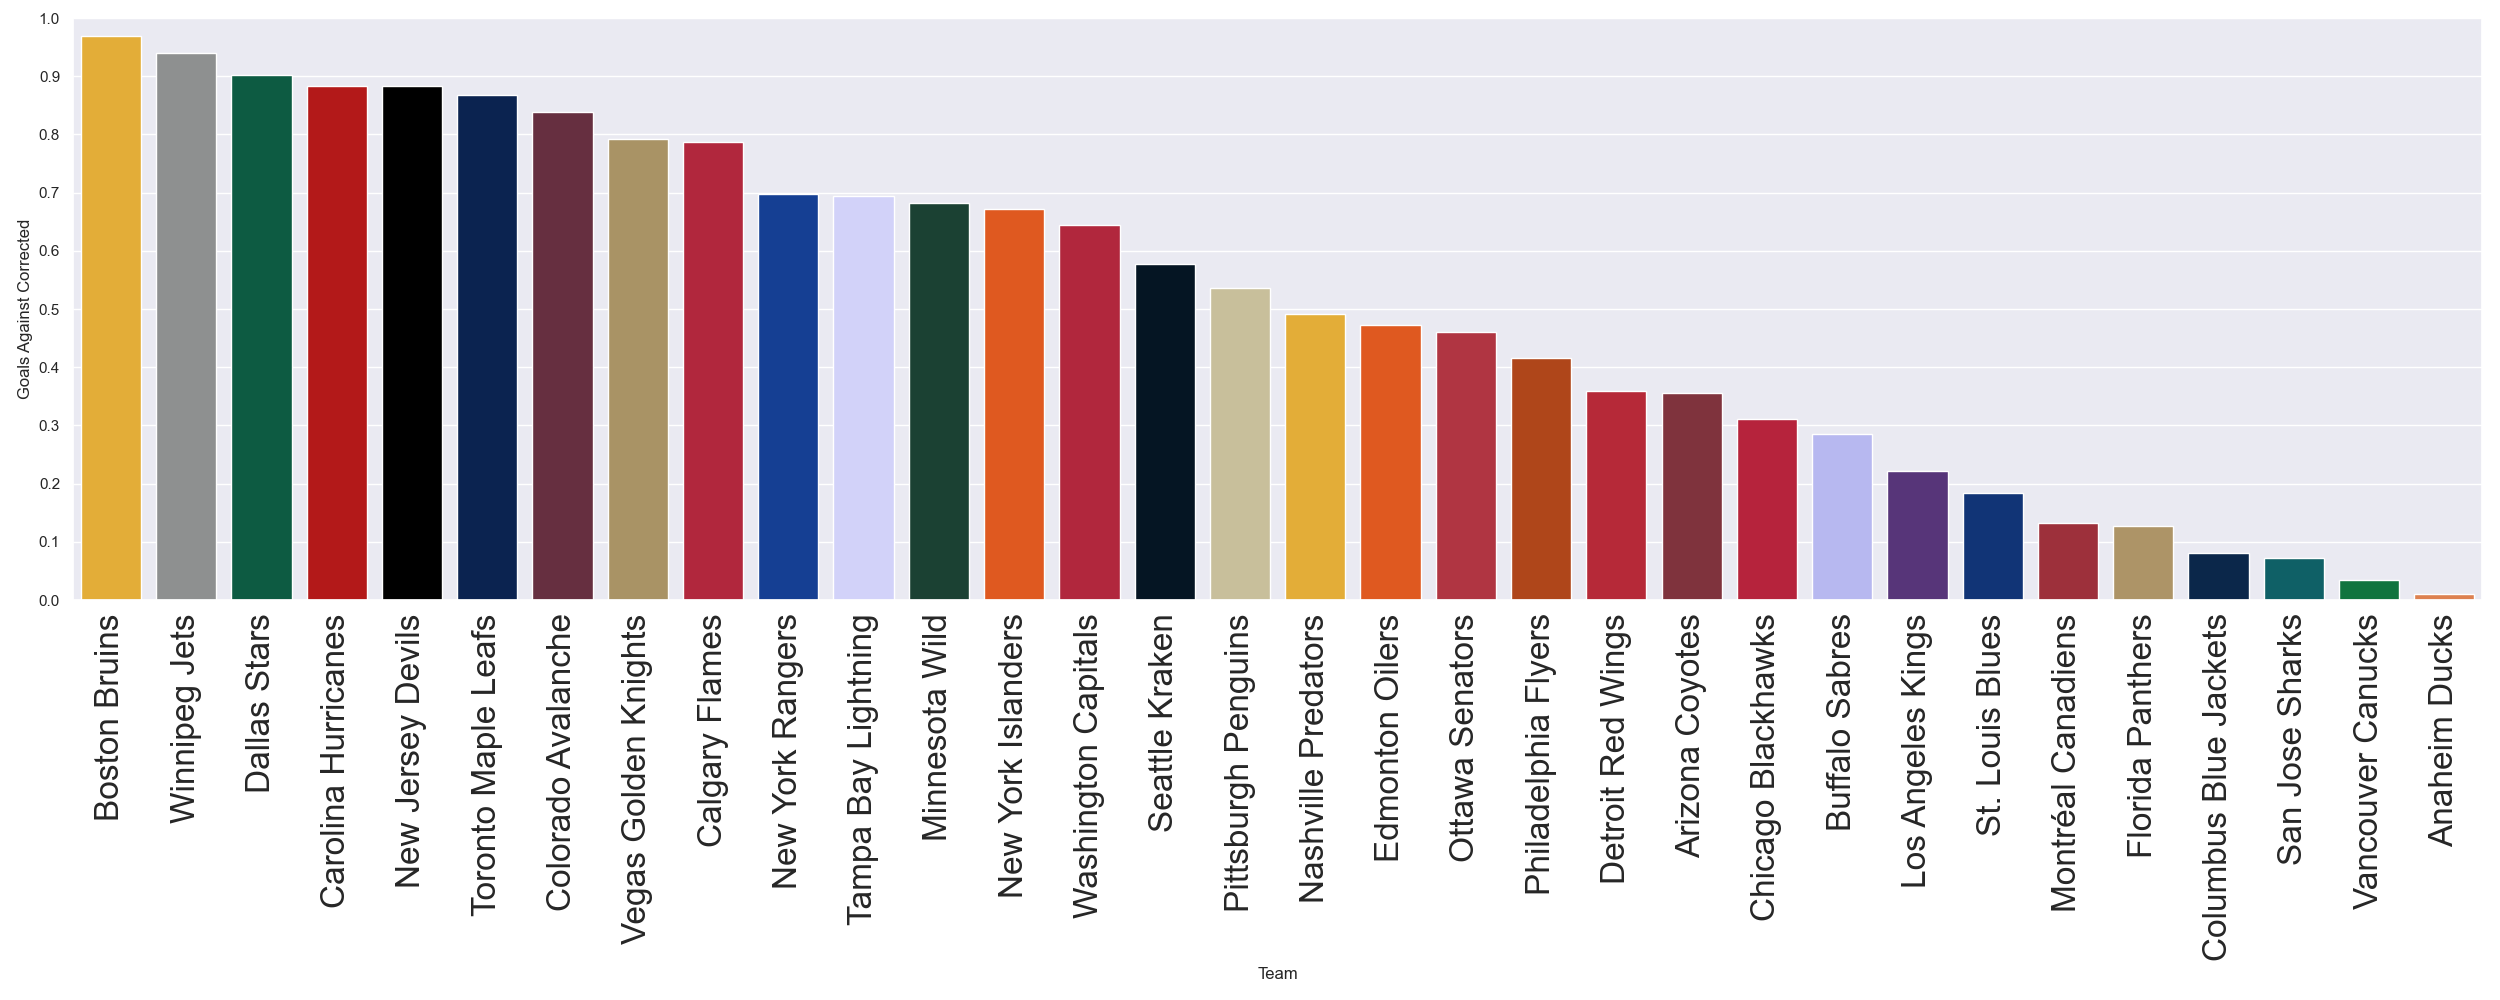 1.0
0.9
0.8
0.7
0.6
0.5
0.4
0.3
0.2
0.1
0.0
Goals Against Corrected
Boston Bruins
Winnipeg Jets
Dallas Stars
Carolina Hurricanes
New Jersey Devils
Toronto Maple Leafs
Colorado Avalanche
Vegas Golden Knights
Calgary Flames
New York Rangers
Tampa Bay Lightning
Minnesota Wild
New York Islanders
Washington Capitals
Seattle Kraken
Pittsburgh Penguins
Nashville Predators
Edmonton Oilers
Ottawa Senators
Philadelphia Flyers
Detroit Red Wings
Arizona Coyotes
Chicago Blackhawks
Buffalo Sabres
Los Angeles Kings
St. Louis Blues
Montréal Canadiens
Florida Panthers
Columbus Blue Jackets
San Jose Sharks
Vancouver Canucks
Anaheim Ducks
Team